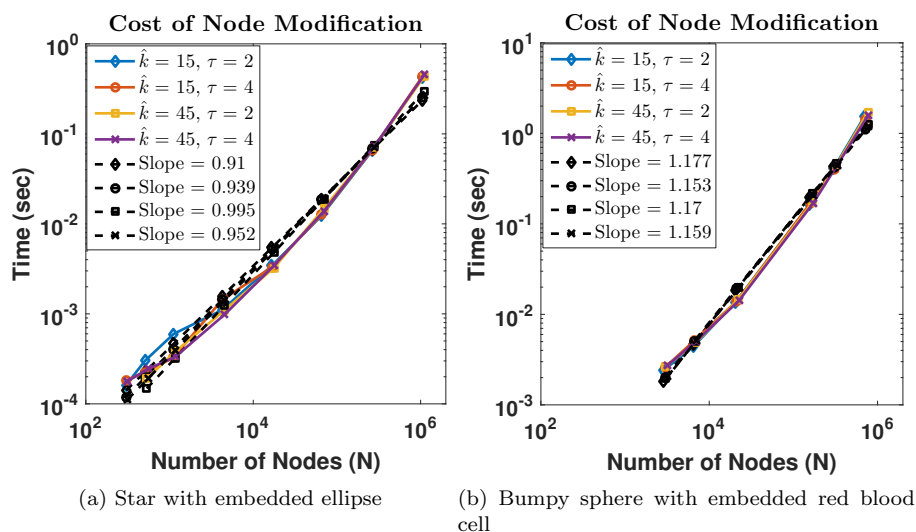 Cost of Node Modification
10^0
10^-1
10^-2
10^-3
10^-4
Time (sec)
k̂ = 15, τ = 2
k̂ = 15, τ = 4
k̂ = 45, τ = 2
k̂ = 45, τ = 4
Slope = 0.91
Slope = 0.939
Slope = 0.995
Slope = 0.952
10^2
10^4
10^6
Number of Nodes (N)
(a) Star with embedded ellipse
Cost of Node Modification
10^1
10^0
10^-1
10^-2
10^-3
Time (sec)
k̂ = 15, τ = 2
k̂ = 15, τ = 4
k̂ = 45, τ = 2
k̂ = 45, τ = 4
Slope = 1.177
Slope = 1.153
Slope = 1.17
Slope = 1.159
10^2
10^4
10^6
Number of Nodes (N)
(b) Bumpy sphere with embedded red blood
cell